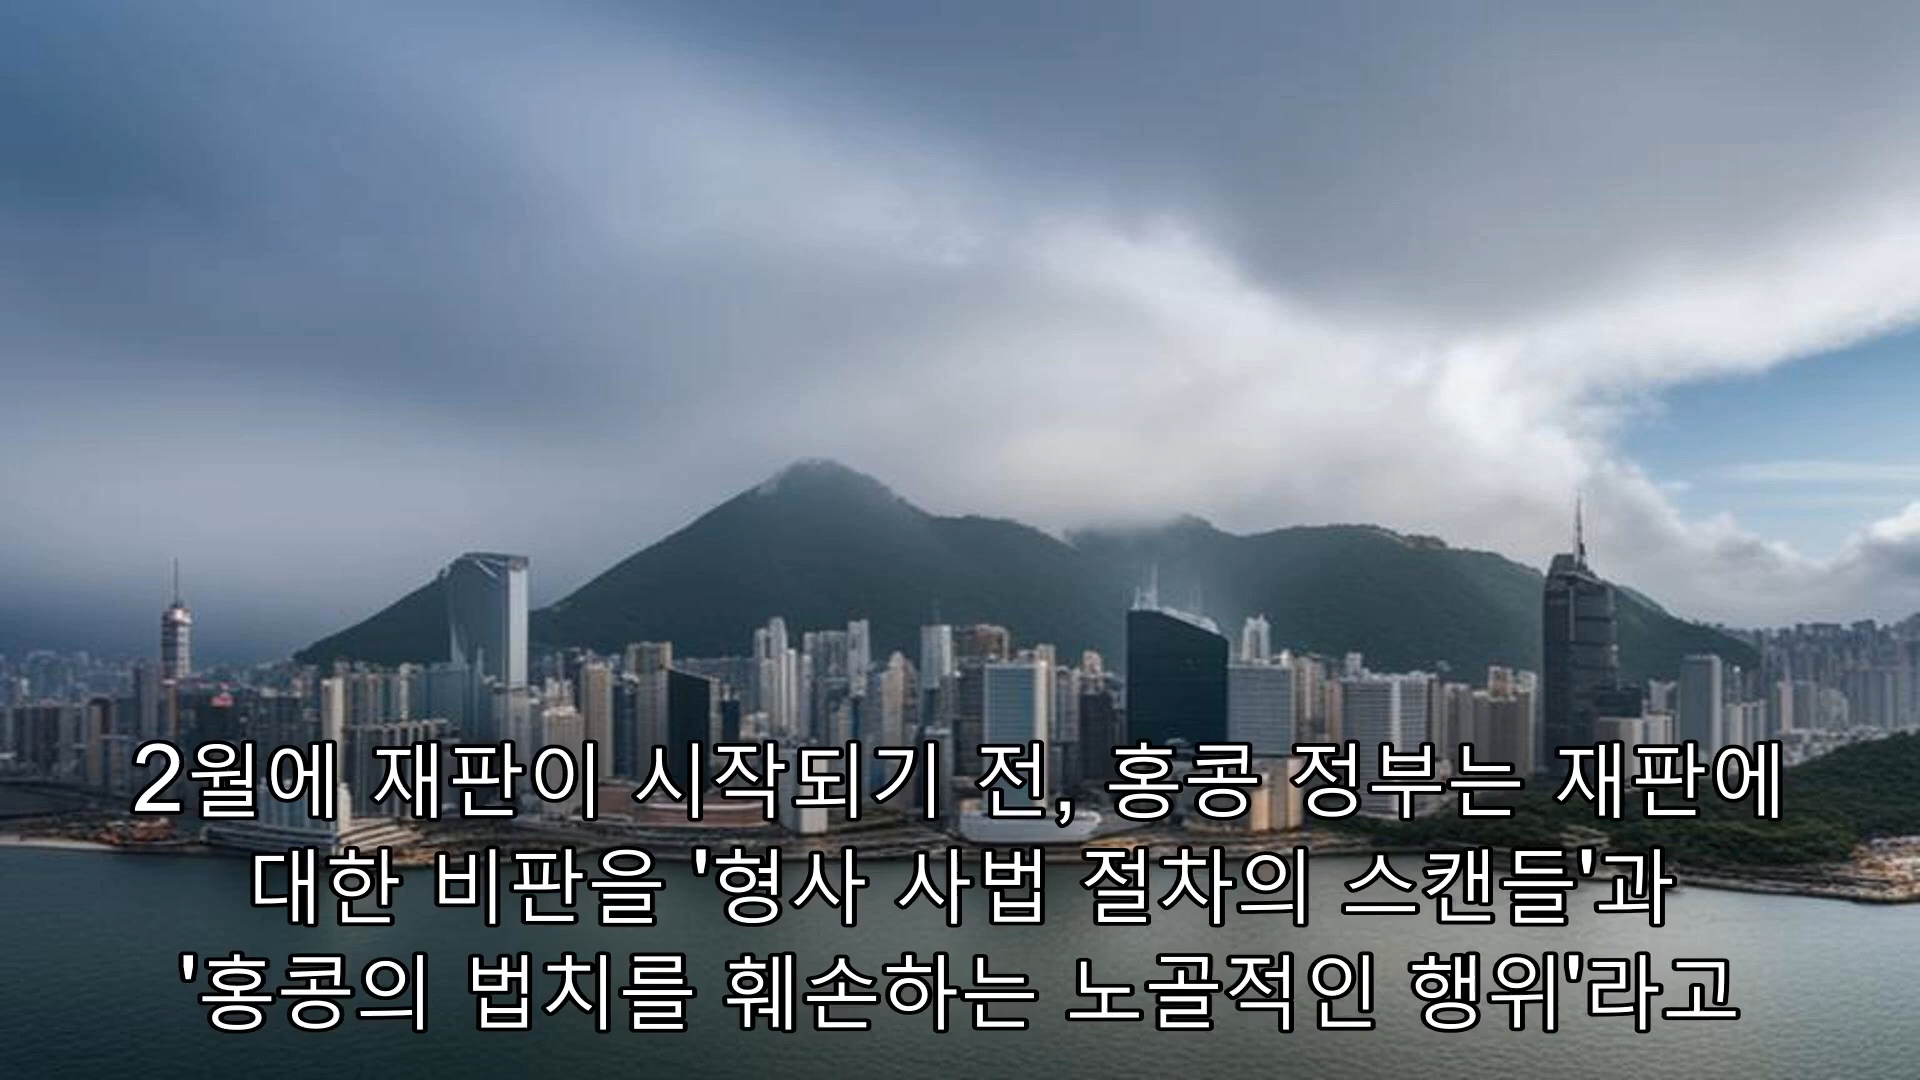 2월에 재판이 시작되기 전, 홍콩 정부는 재판에
대한 비판을 '형사 사법 절차의 스캔들'과
'홍콩의 법치를 훼손하는 노골적인 행위'라고